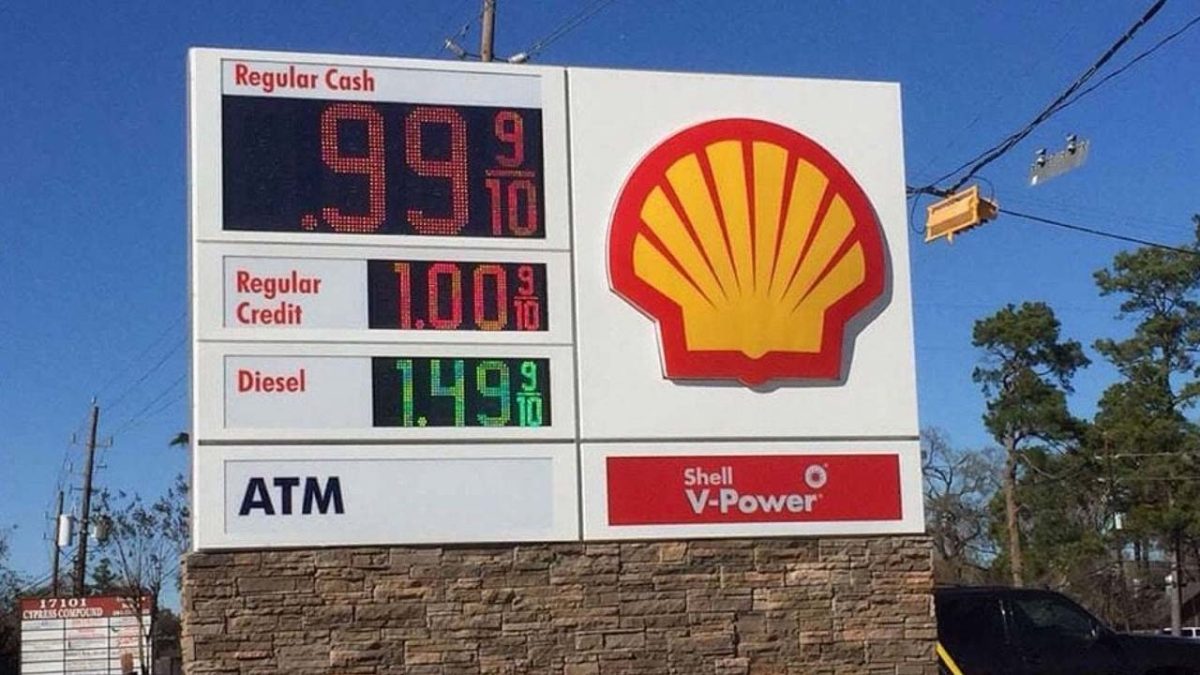 Regular Cash
.99 9/10
Regular
Credit
1.00 9/10
Diesel
1.49 9/10
ATM
Shell
V-Power
17101
CYPRESS COMPOUND